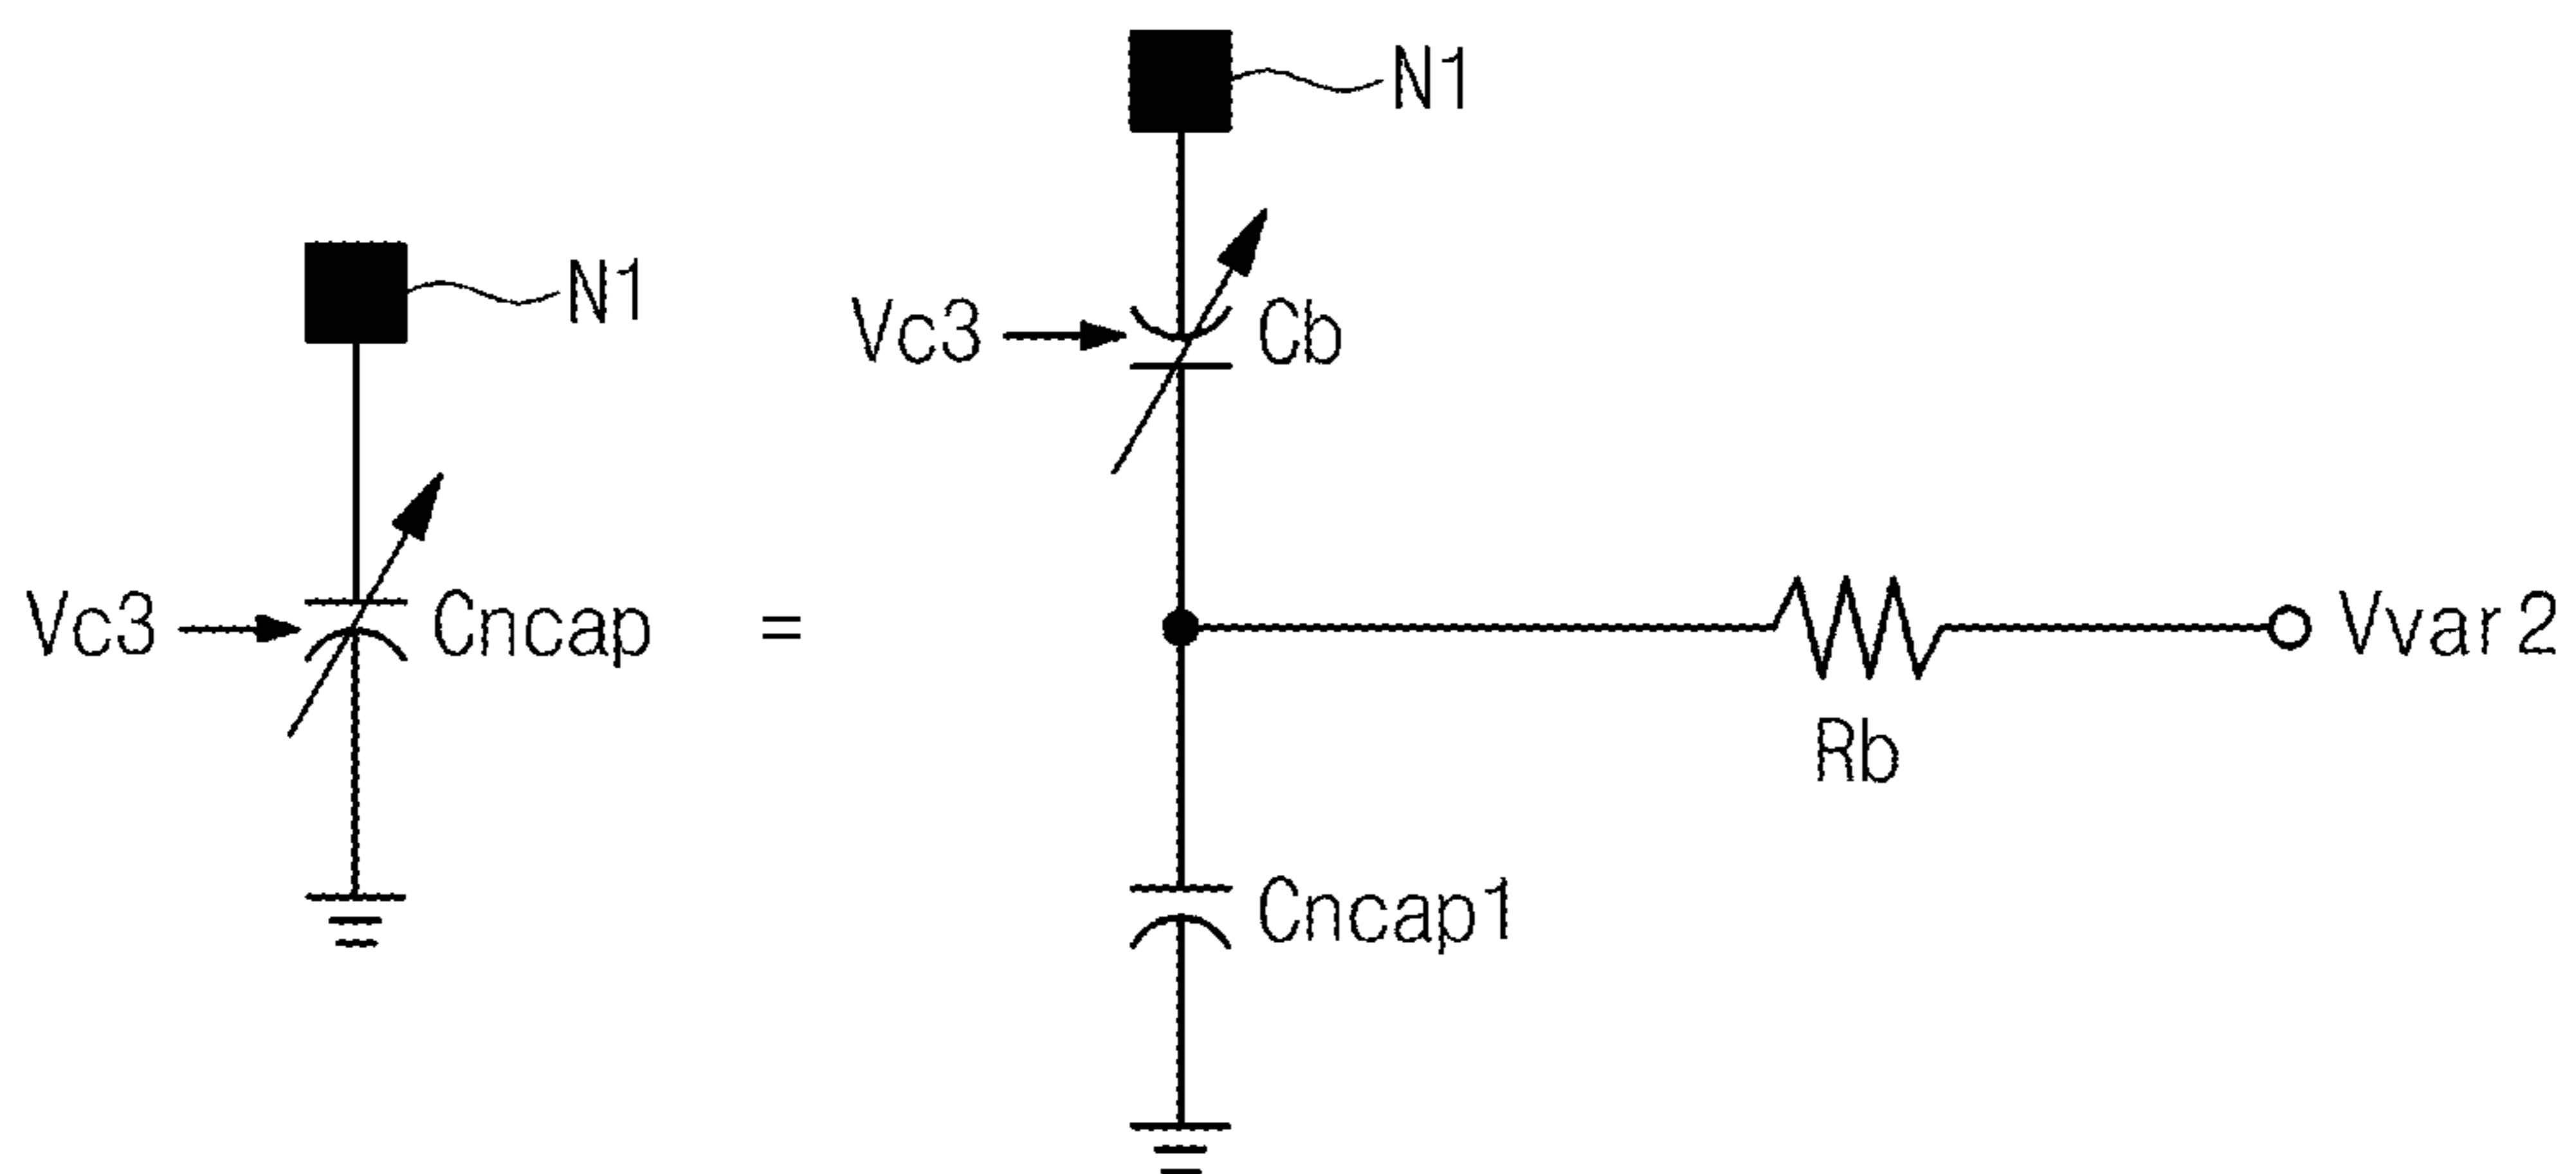 N1
N1
Vc3
Cb
Vc3
Cncap
=
Vvar2
Rb
Cncap1